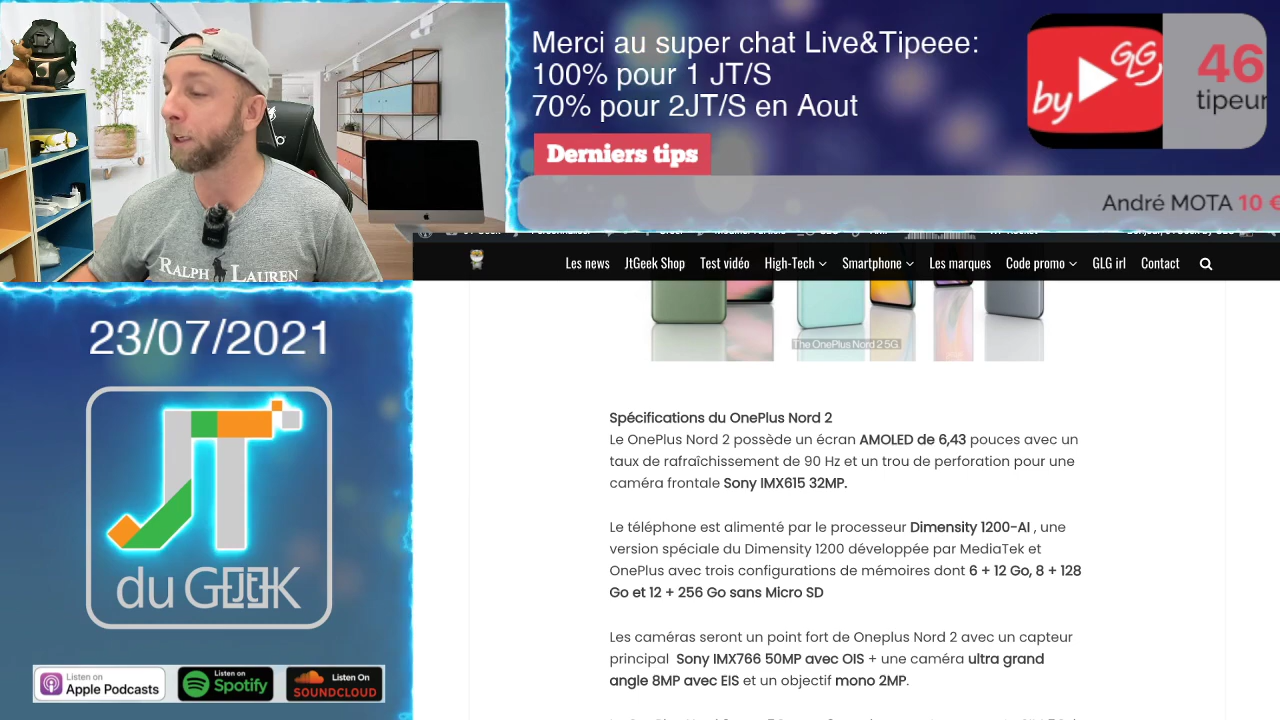 Merci au super chat Live&Tipeee:
100% pour 1 JT/S
70% pour 2JT/S en Aout
Derniers tips
by GLG
46
tipeur
André MOTA 10 €
RALPH LAUREN
Les news JtGeek Shop Test vidéo High-Tech Smartphone Les marques Code promo GLG irl Contact
23/07/2021
JT
du GEEK
Listen on
Apple Podcasts
Listen on
Spotify
Listen On
SOUNDCLOUD
The OnePlus Nord 2 5G.
Spécifications du OnePlus Nord 2
Le OnePlus Nord 2 possède un écran AMOLED de 6,43 pouces avec un
taux de rafraîchissement de 90 Hz et un trou de perforation pour une
caméra frontale Sony IMX615 32MP.
Le téléphone est alimenté par le processeur Dimensity 1200-AI , une
version spéciale du Dimensity 1200 développée par MediaTek et
OnePlus avec trois configurations de mémoires dont 6 + 12 Go, 8 + 128
Go et 12 + 256 Go sans Micro SD
Les caméras seront un point fort de Oneplus Nord 2 avec un capteur
principal Sony IMX766 50MP avec OIS + une caméra ultra grand
angle 8MP avec EIS et un objectif mono 2MP.